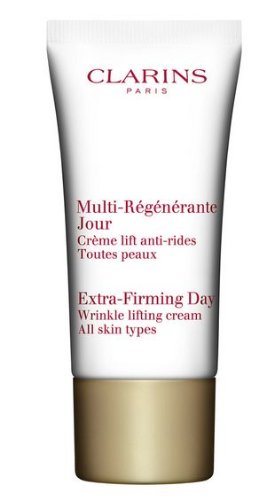 CLARINS
PARIS
Multi-Régénérante
Jour
Crème lift anti-rides
Toutes peaux
Extra-Firming Day
Wrinkle lifting cream
All skin types